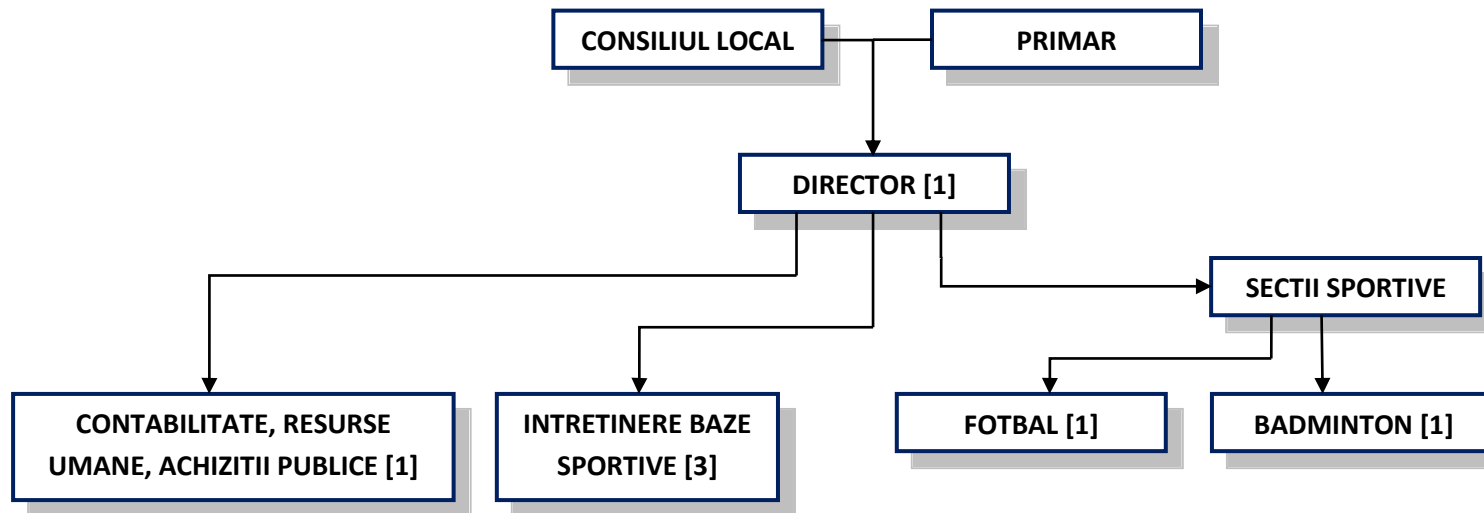 CONSILIUL LOCAL
PRIMAR
DIRECTOR [1]
SECTII SPORTIVE
CONTABILITATE, RESURSE
UMANE, ACHIZITII PUBLICE [1]
INTRETINERE BAZE
SPORTIVE [3]
FOTBAL [1]
BADMINTON [1]